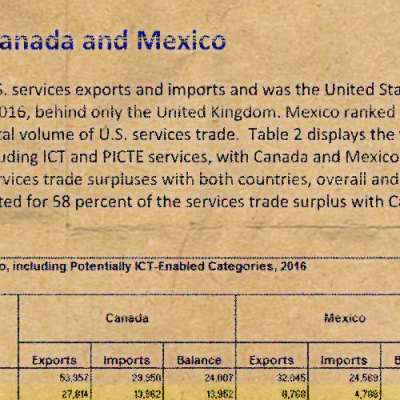 anada and Mexico
S. services exports and imports and was the United Sta
016, behind only the United Kingdom. Mexico ranked
tal volume of U.S. services trade. Table 2 displays the
uding ICT and PICTE services, with Canada and Mexico
rvices trade surpluses with both countries, overall and
ted for 58 percent of the services trade surplus with Ca
o, including Potentially ICT-Enabled Categories, 2016
Canada Mexico
Exports Imports Balance Exports Imports B
53,957 29,950 24,007 32,045 24,569
27,814 13,962 13,952 8,768 4,788